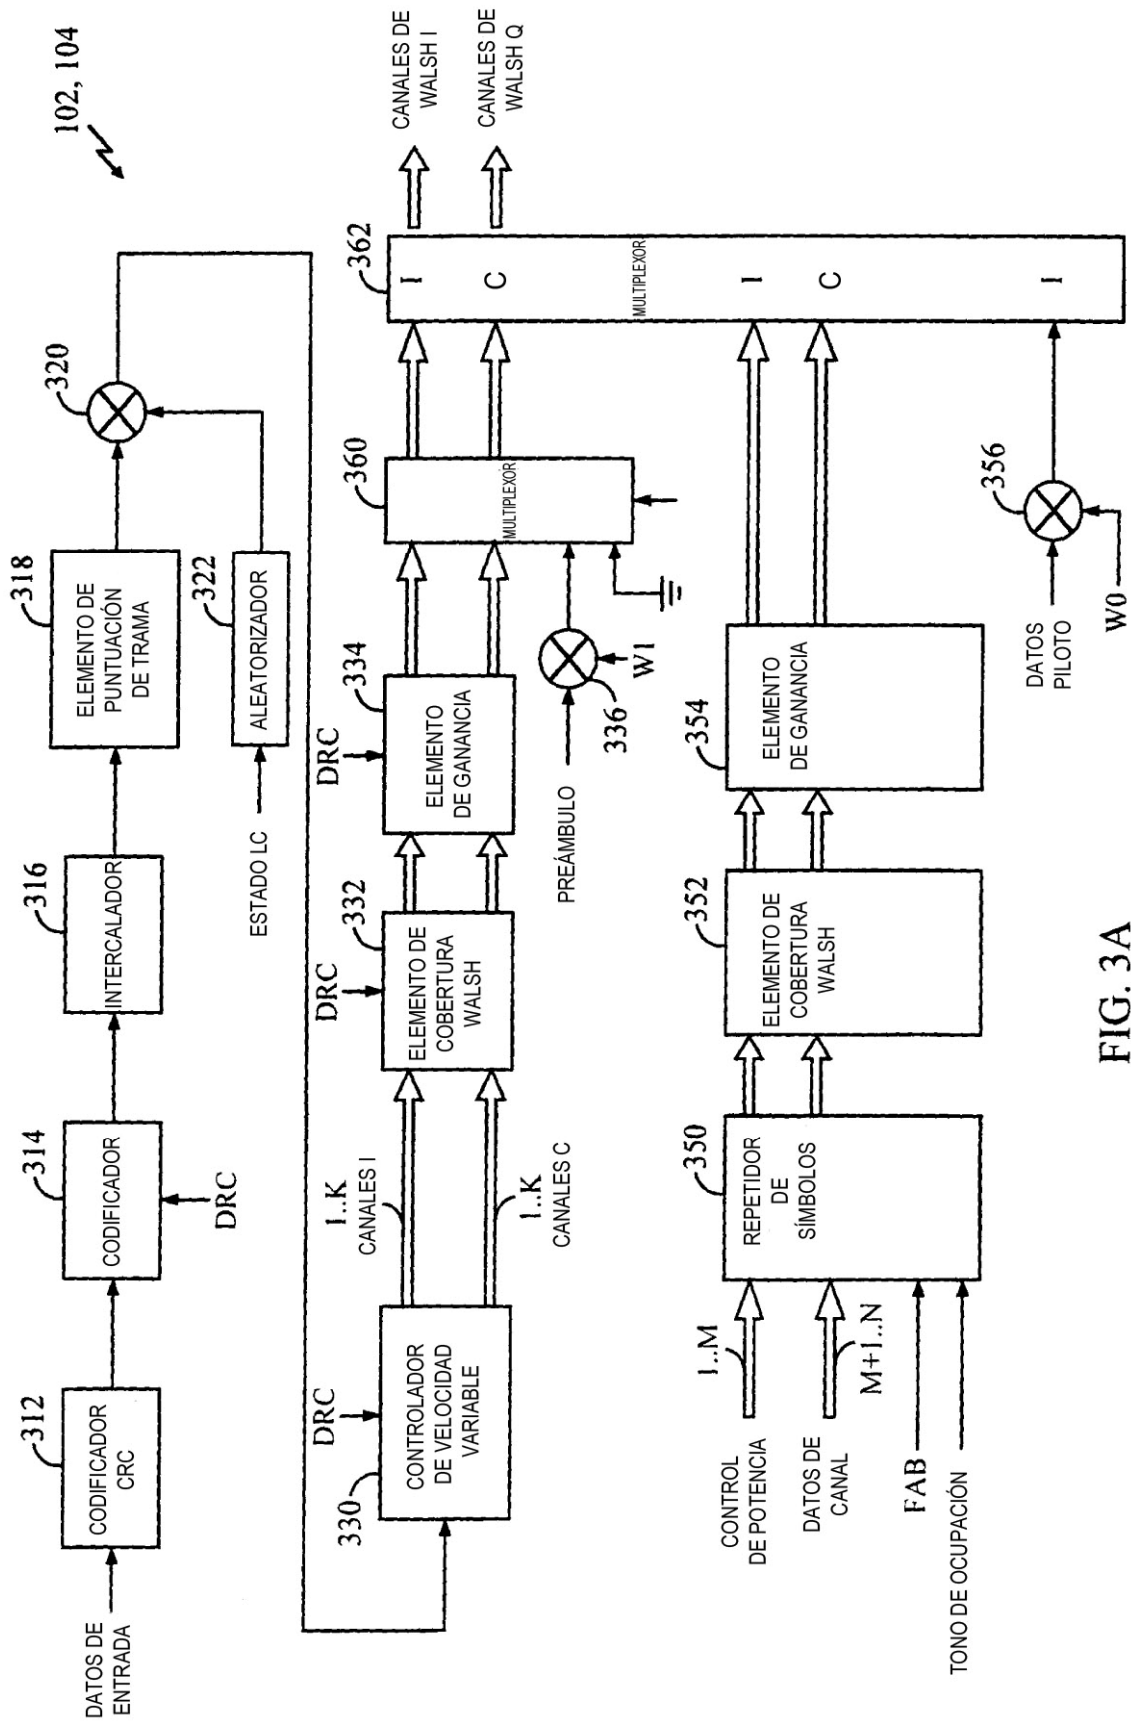 102, 104
312
CODIFICADOR
CRC
DATOS DE
ENTRADA
314
CODIFICADOR
DRC
316
INTERCALADOR
318
ELEMENTO DE
PUNTUACIÓN
DE TRAMA
320
322
ALEATORIZADOR
ESTADO LC
330
CONTROLADOR
DE VELOCIDAD
VARIABLE
DRC
1..K
CANALES I
1..K
CANALES C
332
ELEMENTO DE
COBERTURA
WALSH
DRC
334
ELEMENTO
DE GANANCIA
DRC
PREÁMBULO
336
W1
360
MULTIPLEXOR
362
I
C
MULTIPLEXOR
I
C
I
CANALES DE
WALSH I
CANALES DE
WALSH Q
CONTROL
DE POTENCIA
1..M
DATOS DE
CANAL
M+1..N
FAB
TONO DE OCUPACIÓN
350
REPETIDOR
DE
SÍMBOLOS
352
ELEMENTO DE
COBERTURA
WALSH
354
ELEMENTO
DE GANANCIA
DATOS
PILOTO
356
W0
FIG. 3A